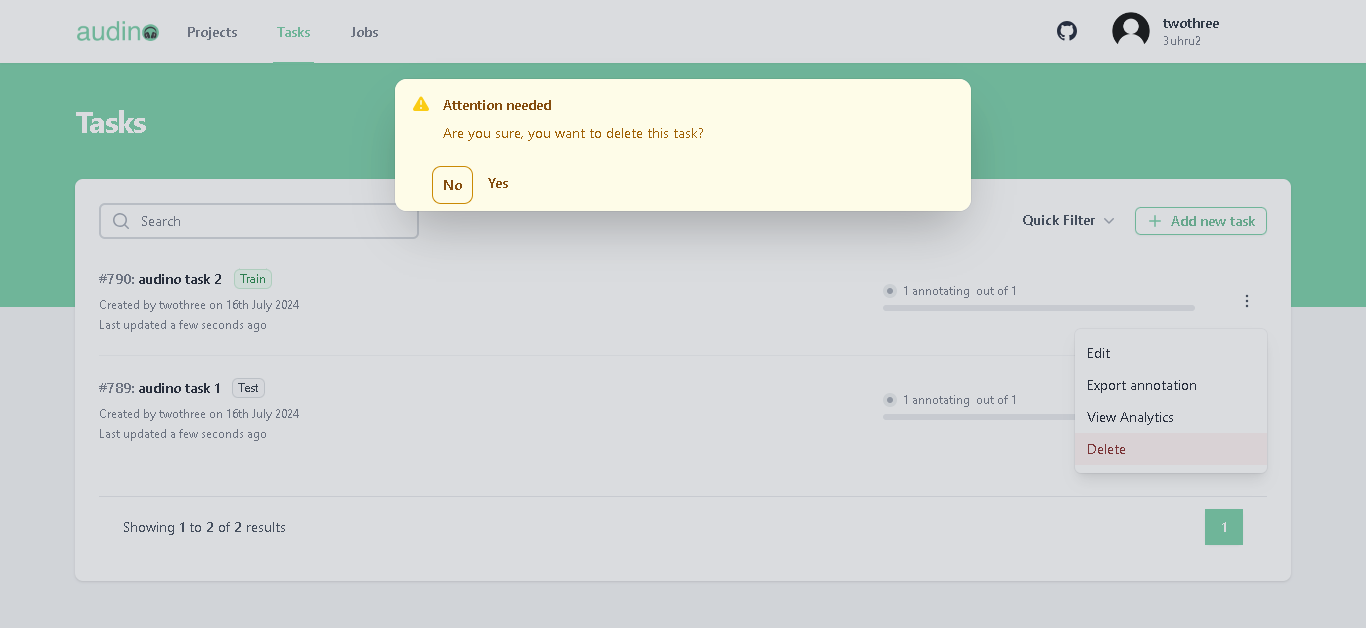 audino
Projects
Tasks
Jobs
twothree
3uhru2
Attention needed
Are you sure, you want to delete this task?
No
Yes
Tasks
Search
Quick Filter
Add new task
#790: audino task 2 Train
Created by twothree on 16th July 2024
Last updated a few seconds ago
1 annotating out of 1
Edit
Export annotation
View Analytics
Delete
#789: audino task 1 Test
Created by twothree on 16th July 2024
Last updated a few seconds ago
1 annotating out of 1
Showing 1 to 2 of 2 results
1